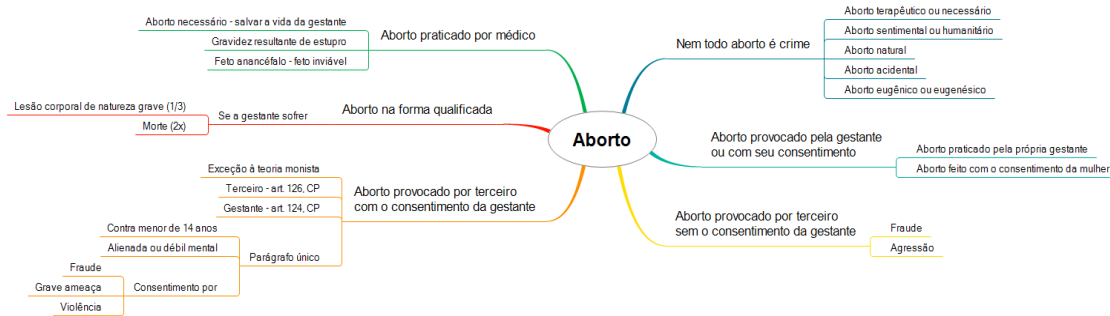 Aborto
Aborto praticado por médico
Aborto necessário - salvar a vida da gestante
Gravidez resultante de estupro
Feto anancéfalo - feto inviável
Aborto na forma qualificada
Se a gestante sofrer
Lesão corporal de natureza grave (1/3)
Morte (2x)
Aborto provocado por terceiro
com o consentimento da gestante
Exceção à teoria monista
Terceiro - art. 126, CP
Gestante - art. 124, CP
Parágrafo único
Contra menor de 14 anos
Alienada ou débil mental
Consentimento por
Fraude
Grave ameaça
Violência
Nem todo aborto é crime
Aborto terapêutico ou necessário
Aborto sentimental ou humanitário
Aborto natural
Aborto acidental
Aborto eugênico ou eugenésico
Aborto provocado pela gestante
ou com seu consentimento
Aborto praticado pela própria gestante
Aborto feito com o consentimento da mulher
Aborto provocado por terceiro
sem o consentimento da gestante
Fraude
Agressão